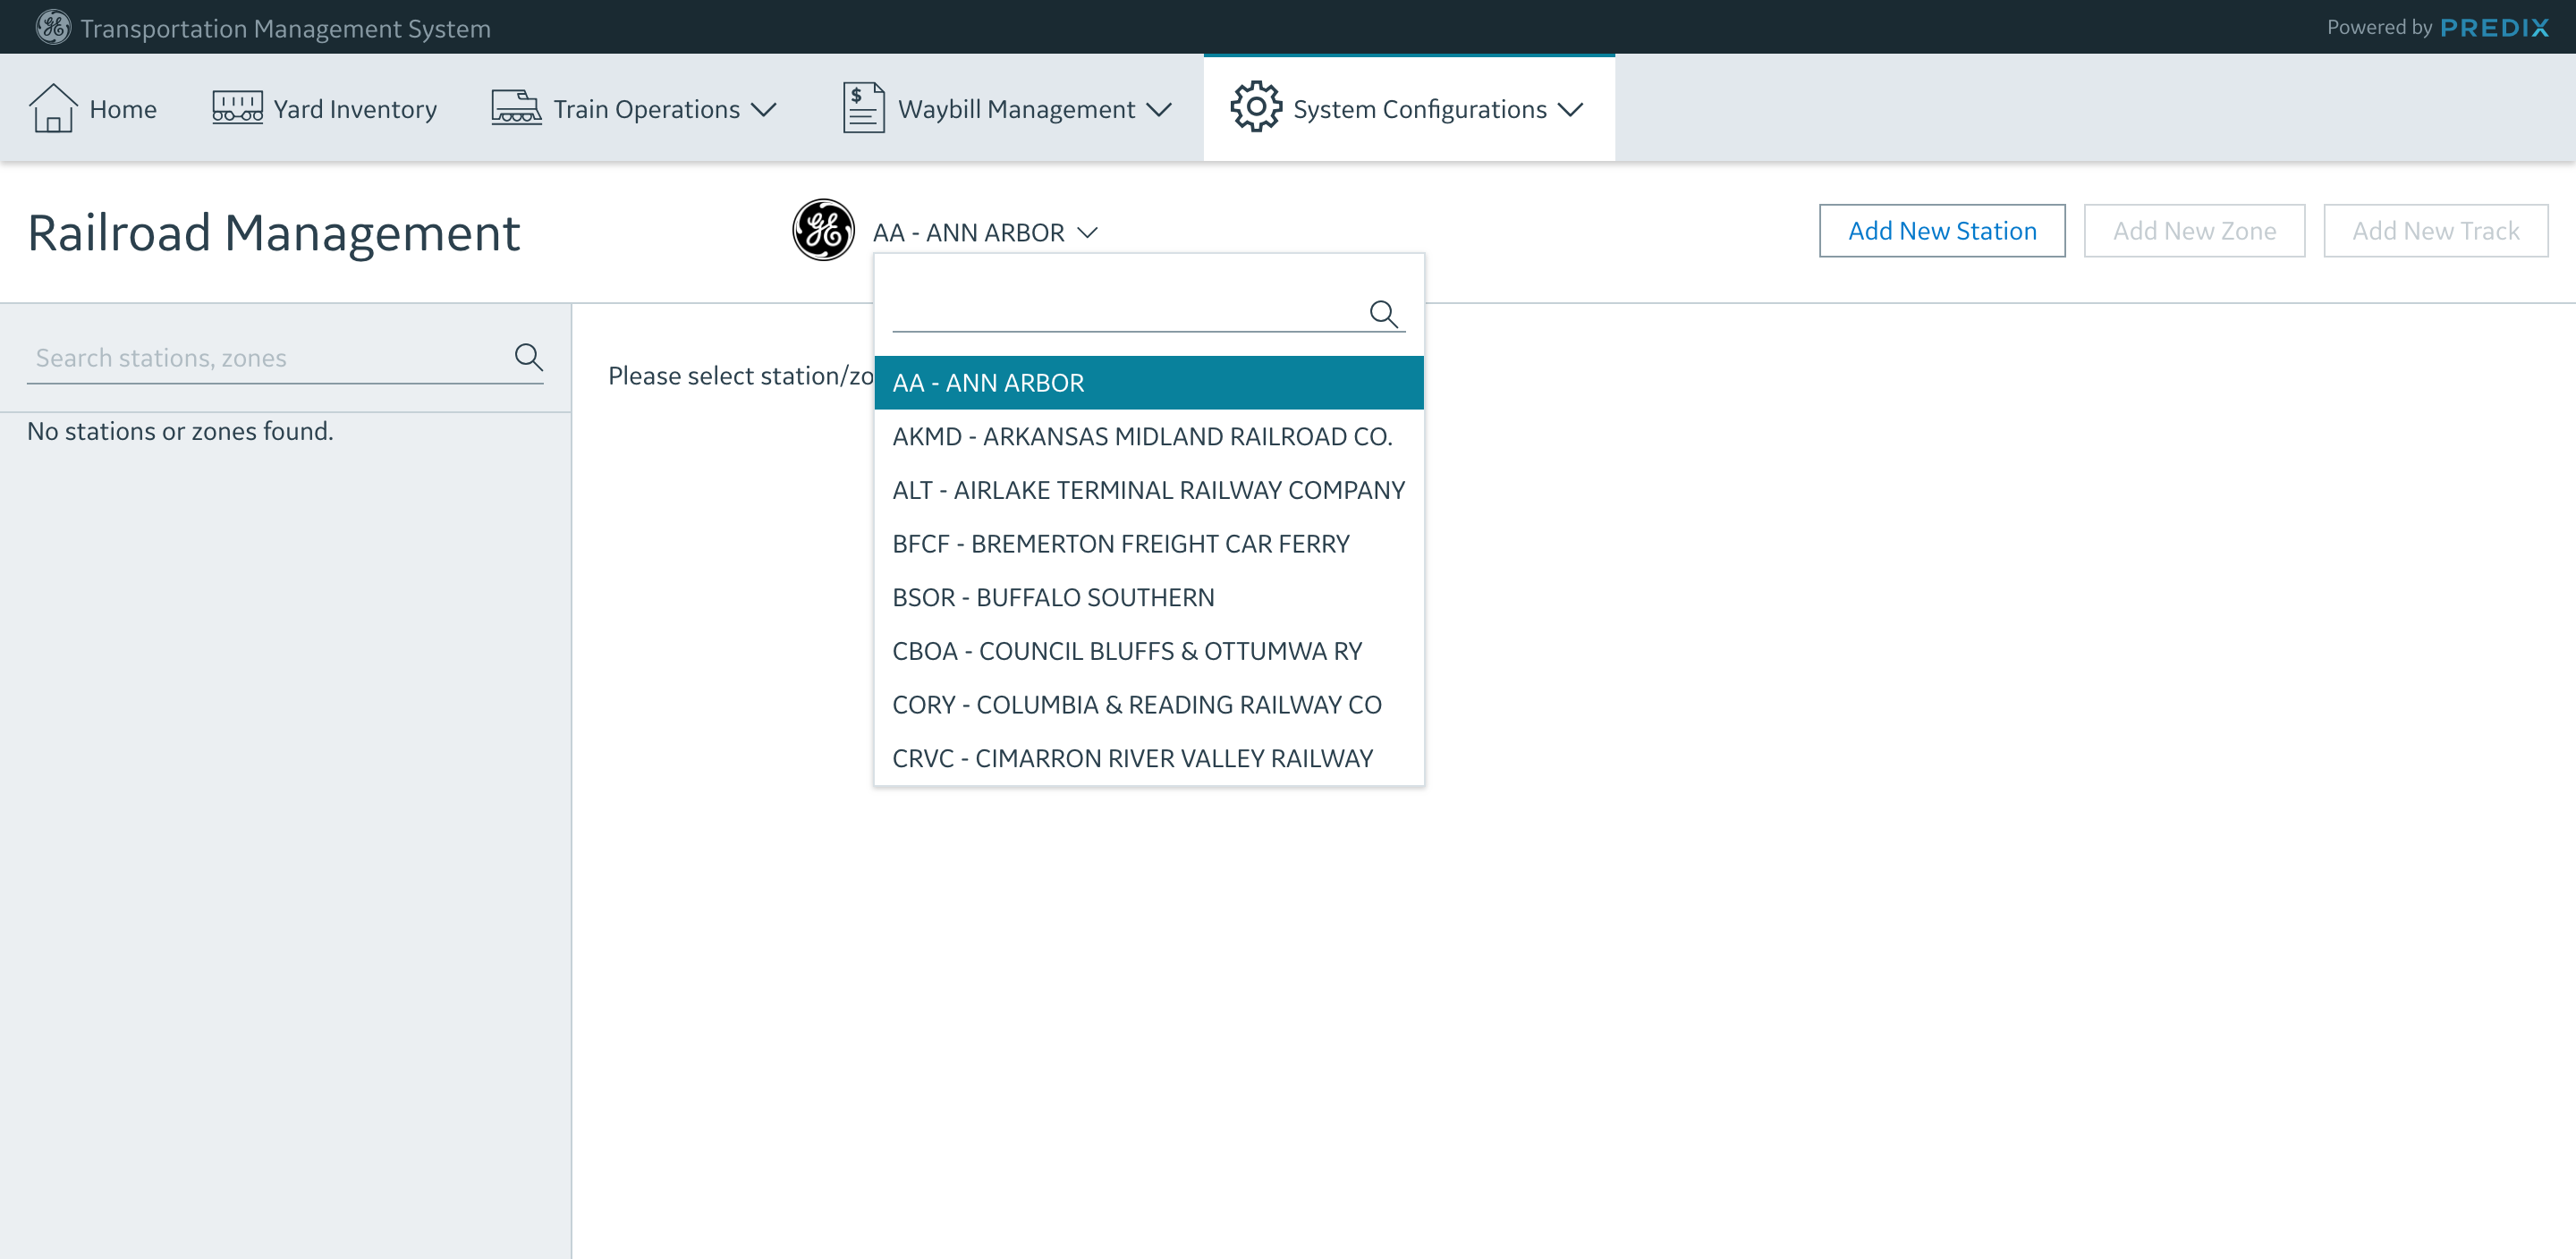 Transportation Management System
Powered by PREDIX
Home
Yard Inventory
Train Operations
$
Waybill Management
System Configurations
Railroad Management
GE
AA - ANN ARBOR
Add New Station
Add New Zone
Add New Track
Search stations, zones
No stations or zones found.
Please select station/zo
AA - ANN ARBOR
AKMD - ARKANSAS MIDLAND RAILROAD CO.
ALT - AIRLAKE TERMINAL RAILWAY COMPANY
BFCF - BREMERTON FREIGHT CAR FERRY
BSOR - BUFFALO SOUTHERN
CBOA - COUNCIL BLUFFS & OTTUMWA RY
CORY - COLUMBIA & READING RAILWAY CO
CRVC - CIMARRON RIVER VALLEY RAILWAY